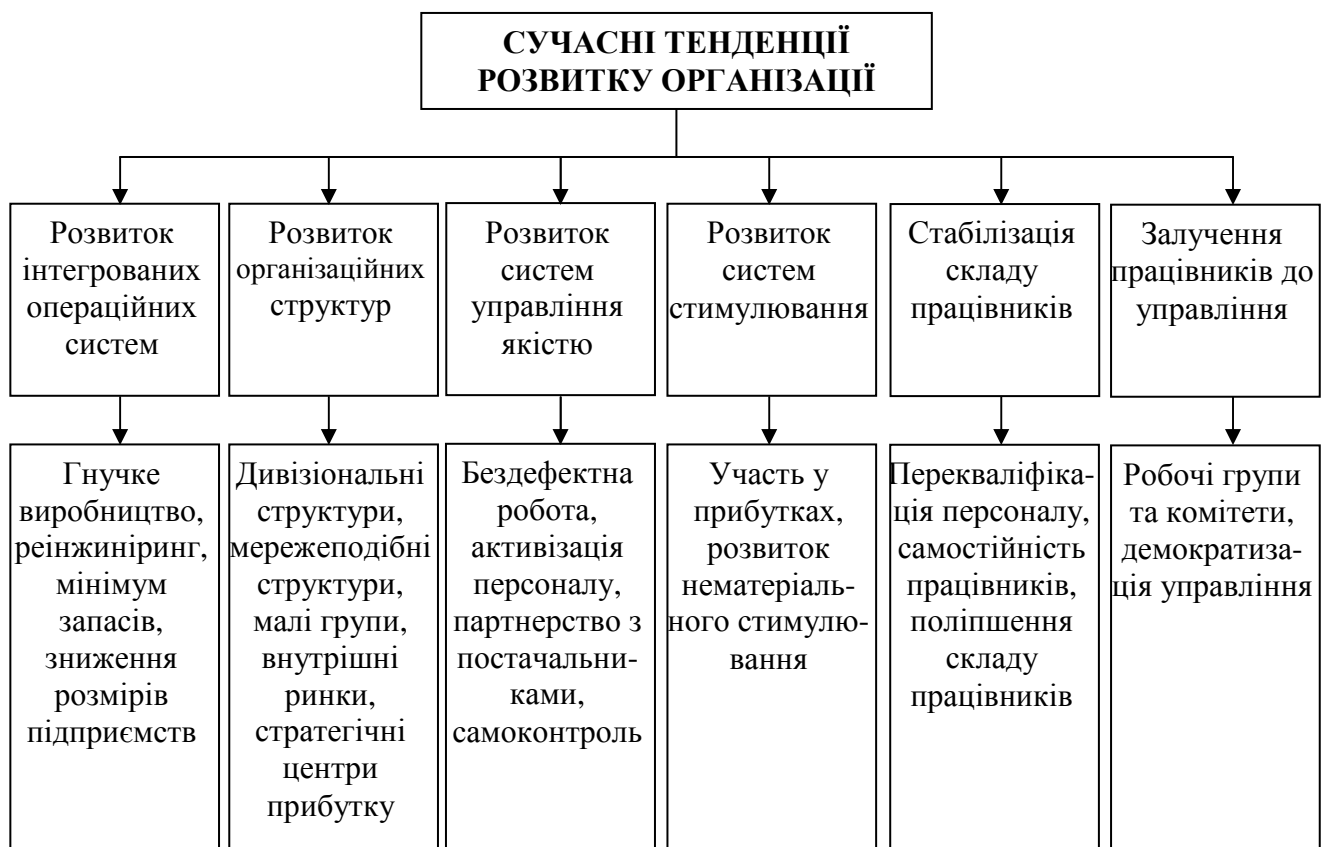 СУЧАСНІ ТЕНДЕНЦІЇ
РОЗВИТКУ ОРГАНІЗАЦІЇ
Розвиток
інтегрованих
операційних
систем
Розвиток
організаційних
структур
Розвиток
систем
управління
якістю
Розвиток
систем
стимулювання
Стабілізація
складу
працівників
Залучення
працівників до
управління
Гнучке
виробництво,
реінжиніринг,
мінімум
запасів,
зниження
розмірів
підприємств
Дивізіональні
структури,
мережеподібні
структури,
малі групи,
внутрішні
ринки,
стратегічні
центри
прибутку
Бездефектна
робота,
активізація
персоналу,
партнерство з
постачальни-
ками,
самоконтроль
Участь у
прибутках,
розвиток
нематеріаль-
ного стимулю-
вання
Перекваліфіка-
ція персоналу,
самостійність
працівників,
поліпшення
складу
працівників
Робочі групи
та комітети,
демократиза-
ція управління